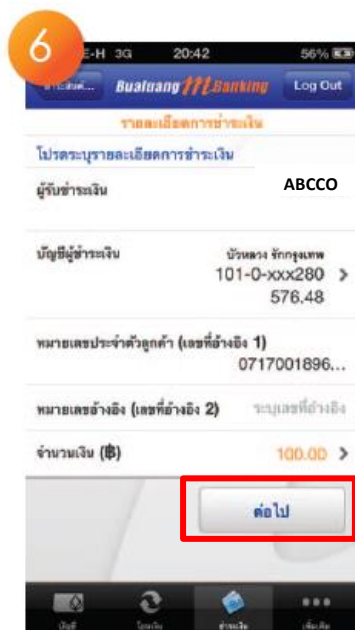 6
E-H 3G 20:42 56%
Bualuang mBanking Log Out
รายละเอียดการชำระเงิน
โปรดระบุรายละเอียดการชำระเงิน
ผู้รับชำระเงิน ABCCO
บัญชีผู้ชำระเงิน บัวหลวง รักกรุงเทพ
101-0-xxx280 >
576.48
หมายเลขประจำตัวลูกค้า (เลขที่อ้างอิง 1)
0717001896...
หมายเลขอ้างอิง (เลขที่อ้างอิง 2) ระบุเลขที่อ้างอิง
จำนวนเงิน (฿) 100.00 >
ต่อไป
บัญชี โอนเงิน ชำระเงิน เพิ่มเติม